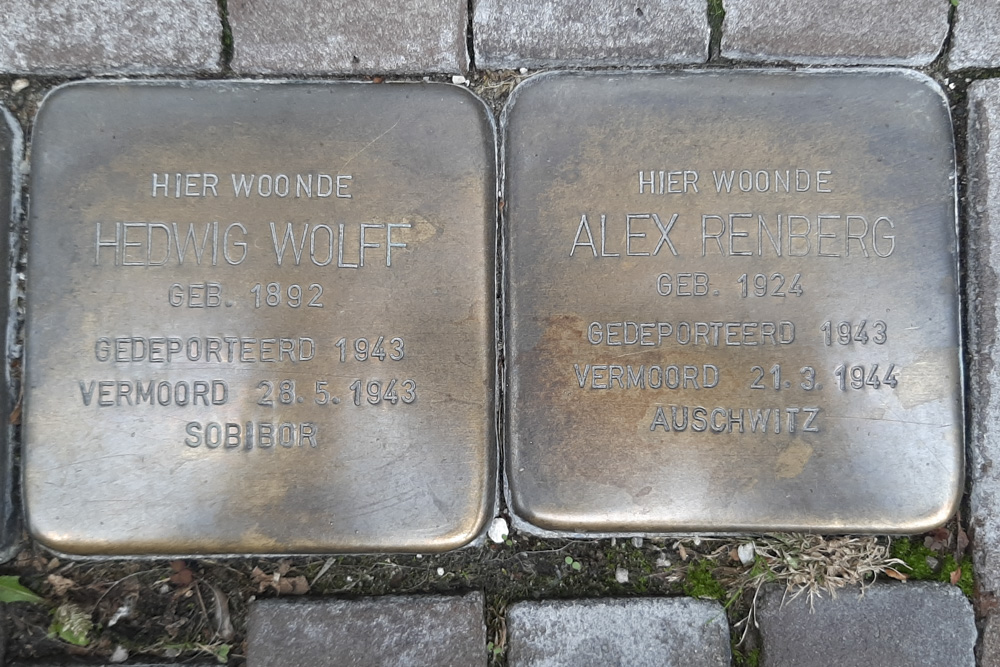 HIER WOONDE
HEDWIG WOLFF
GEB. 1892
GEDEPORTEERD 1943
VERMOORD 28.5.1943
SOBIBOR
HIER WOONDE
ALEX RENBERG
GEB. 1924
GEDEPORTEERD 1943
VERMOORD 21.3.1944
AUSCHWITZ